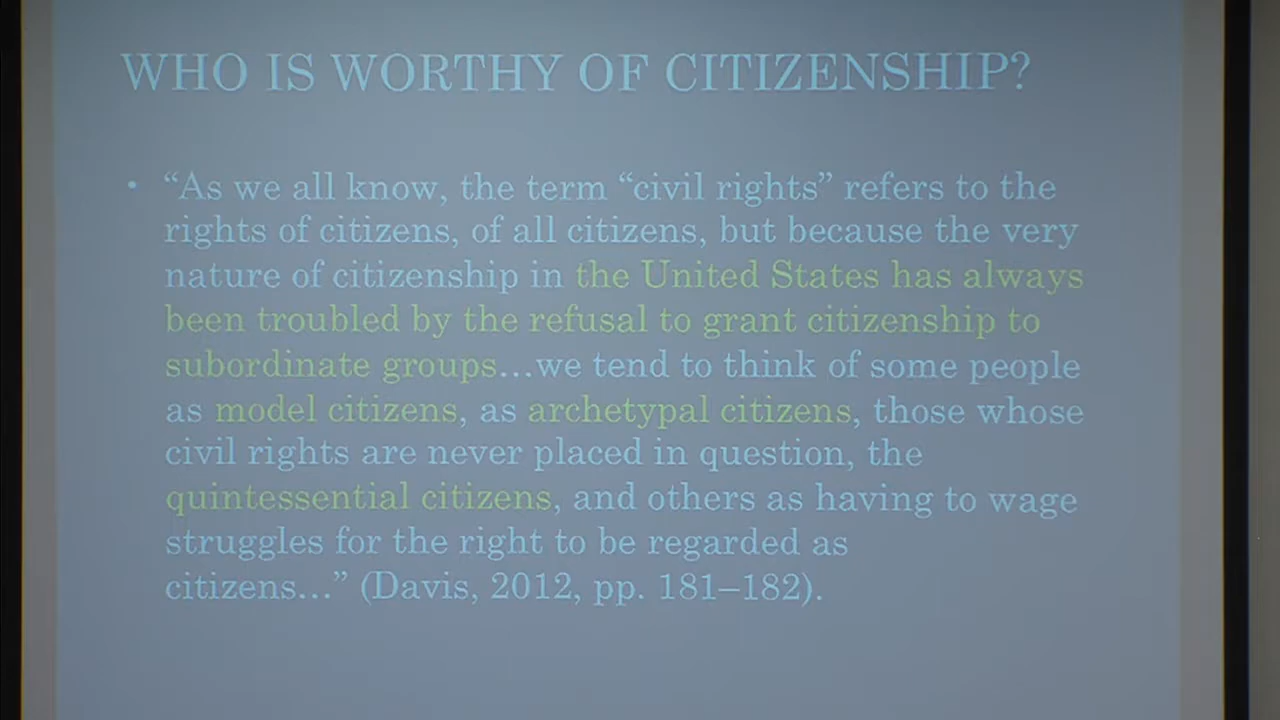 WHO IS WORTHY OF CITIZENSHIP?
• “As we all know, the term “civil rights” refers to the
rights of citizens, of all citizens, but because the very
nature of citizenship in the United States has always
been troubled by the refusal to grant citizenship to
subordinate groups…we tend to think of some people
as model citizens, as archetypal citizens, those whose
civil rights are never placed in question, the
quintessential citizens, and others as having to wage
struggles for the right to be regarded as
citizens…” (Davis, 2012, pp. 181–182).